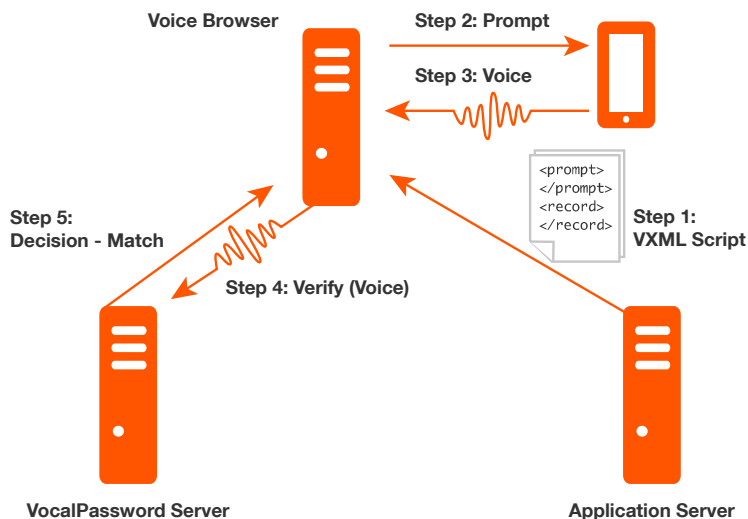 Voice Browser
Step 2: Prompt
Step 3: Voice
<prompt>
</prompt>
<record>
</record>
Step 1:
VXML Script
Step 5:
Decision - Match
Step 4: Verify (Voice)
VocalPassword Server
Application Server